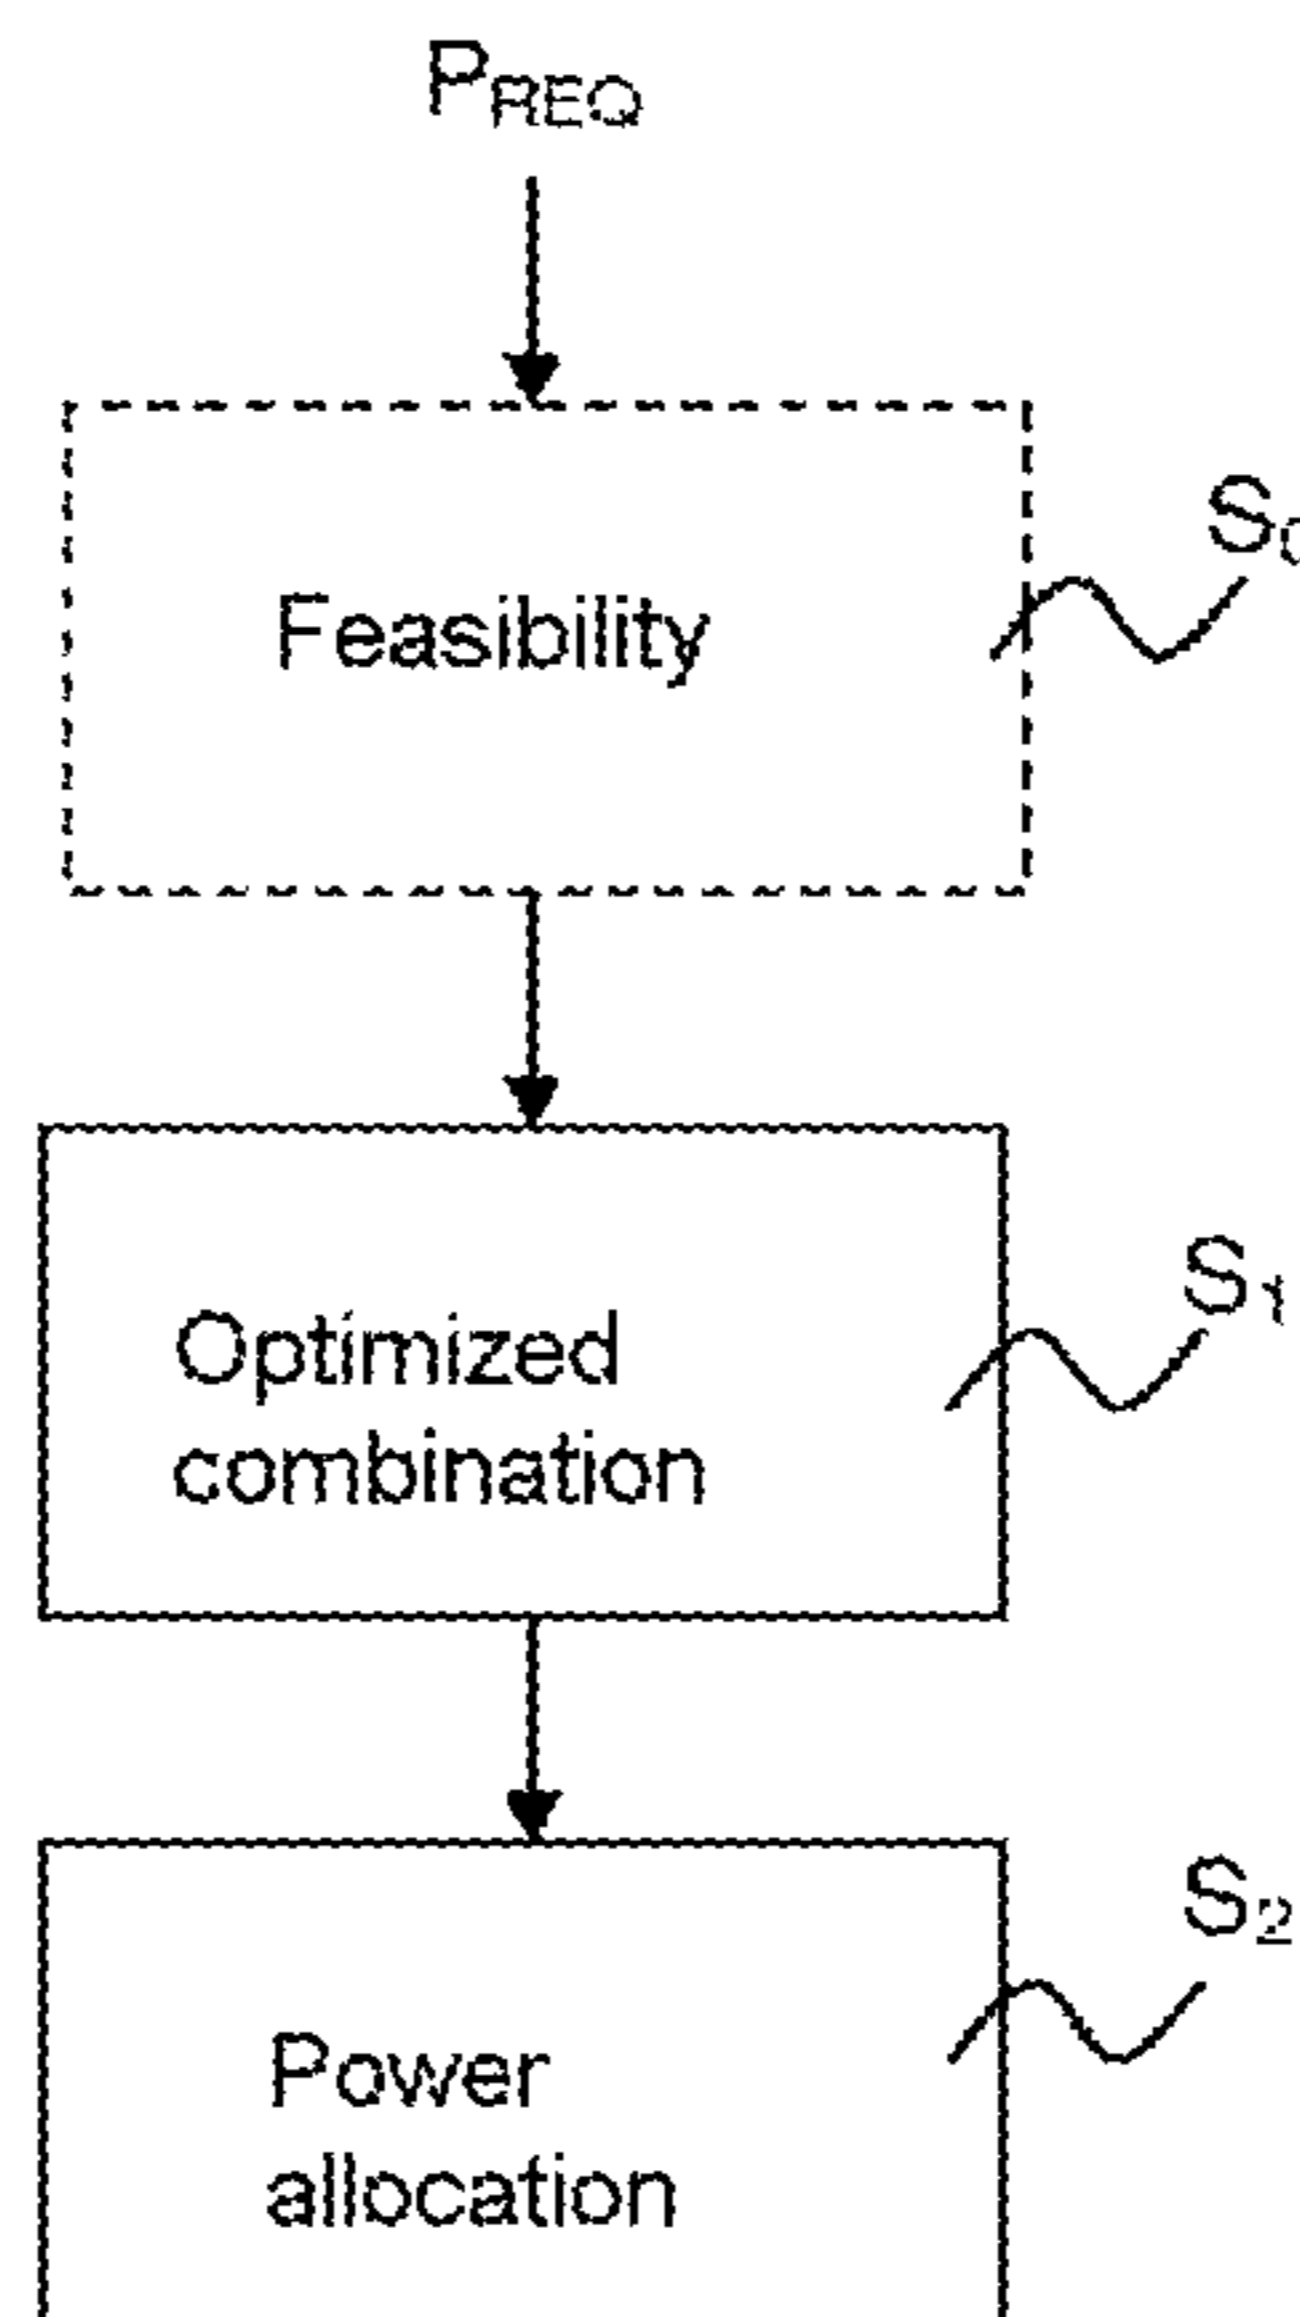 PREQ
Feasibility
S0
Optimized
combination
S1
Power
allocation
S2